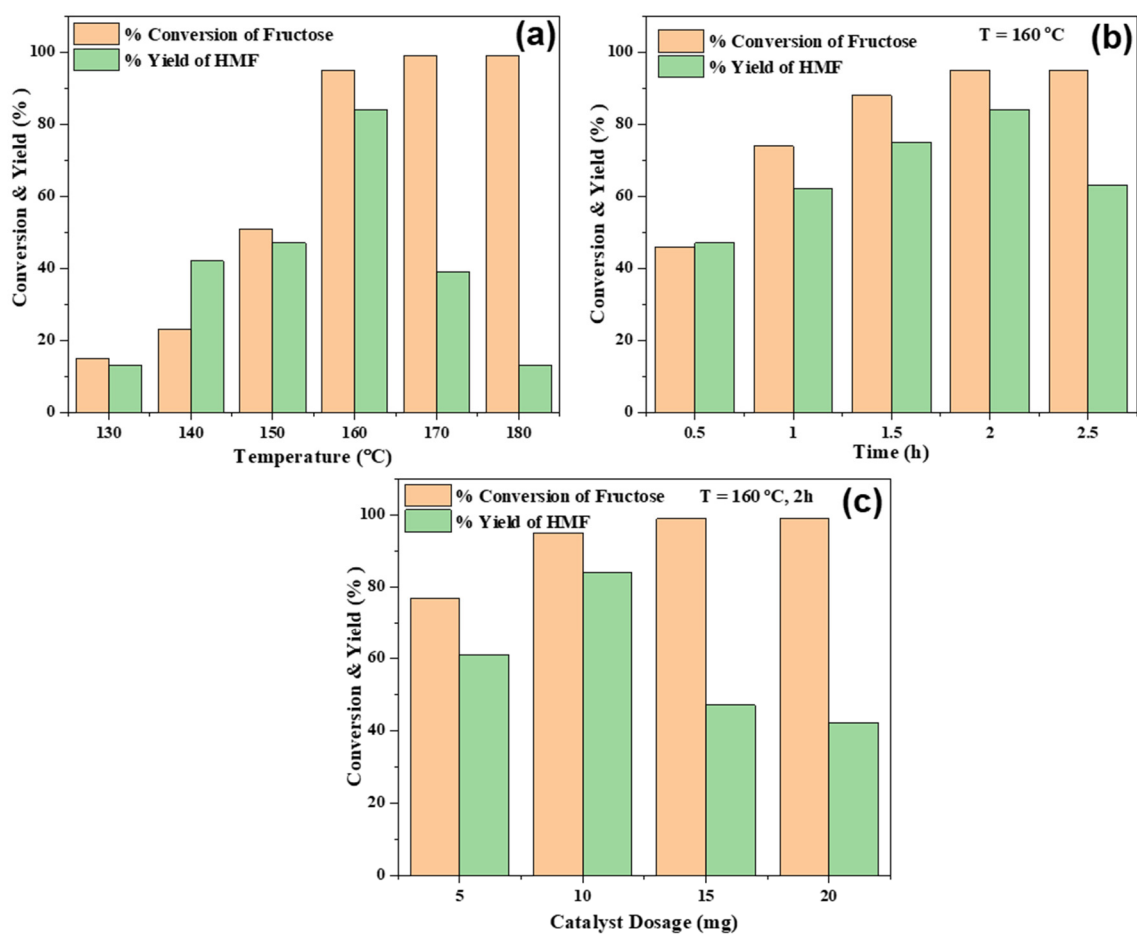 (a)
% Conversion of Fructose
% Yield of HMF
Conversion & Yield (% )
100
80
60
40
20
0
130 140 150 160 170 180
Temperature (°C)
(b)
% Conversion of Fructose T = 160 °C
% Yield of HMF
Conversion & Yield (% )
100
80
60
40
20
0
0.5 1 1.5 2 2.5
Time (h)
(c)
% Conversion of Fructose T = 160 °C, 2h
% Yield of HMF
Conversion & Yield (% )
100
80
60
40
20
0
5 10 15 20
Catalyst Dosage (mg)